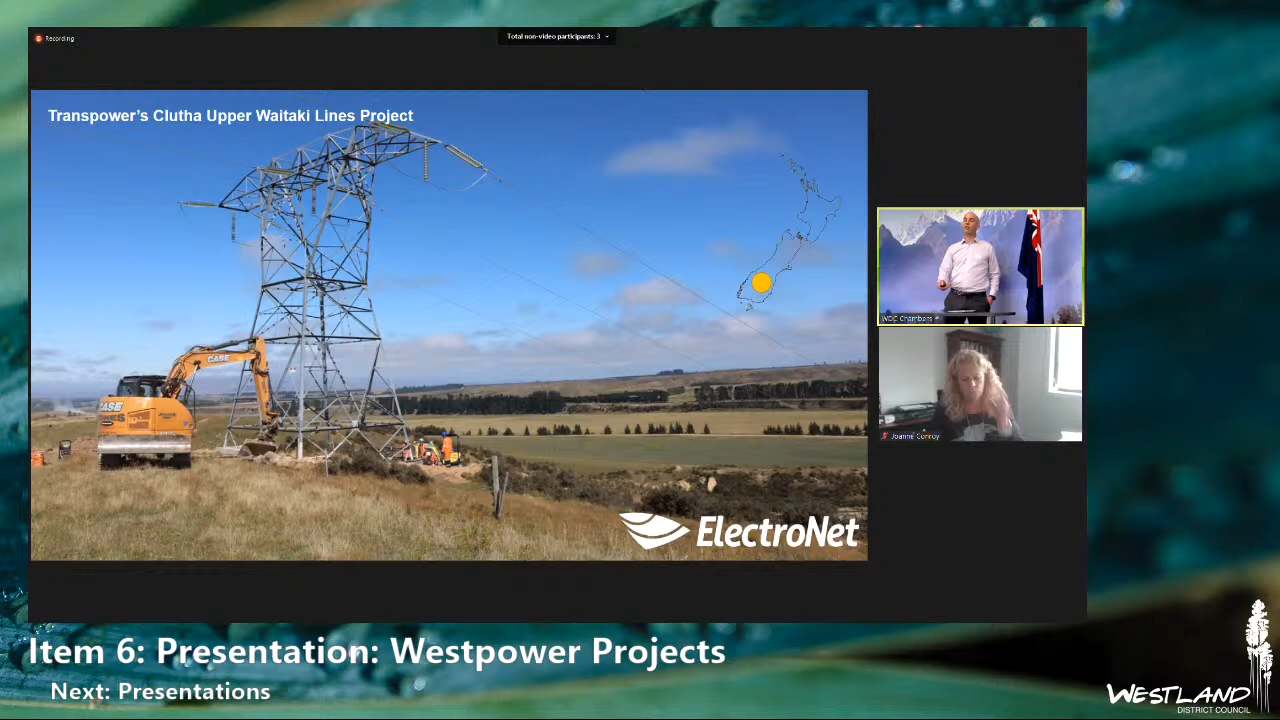 Recording
Total non-video participants: 3
Transpower's Clutha Upper Waitaki Lines Project
CASE
CASE
WDC Chambers
Joanne Conroy
ElectroNet
Item 6: Presentation: Westpower Projects
Next: Presentations
WESTLAND
DISTRICT COUNCIL